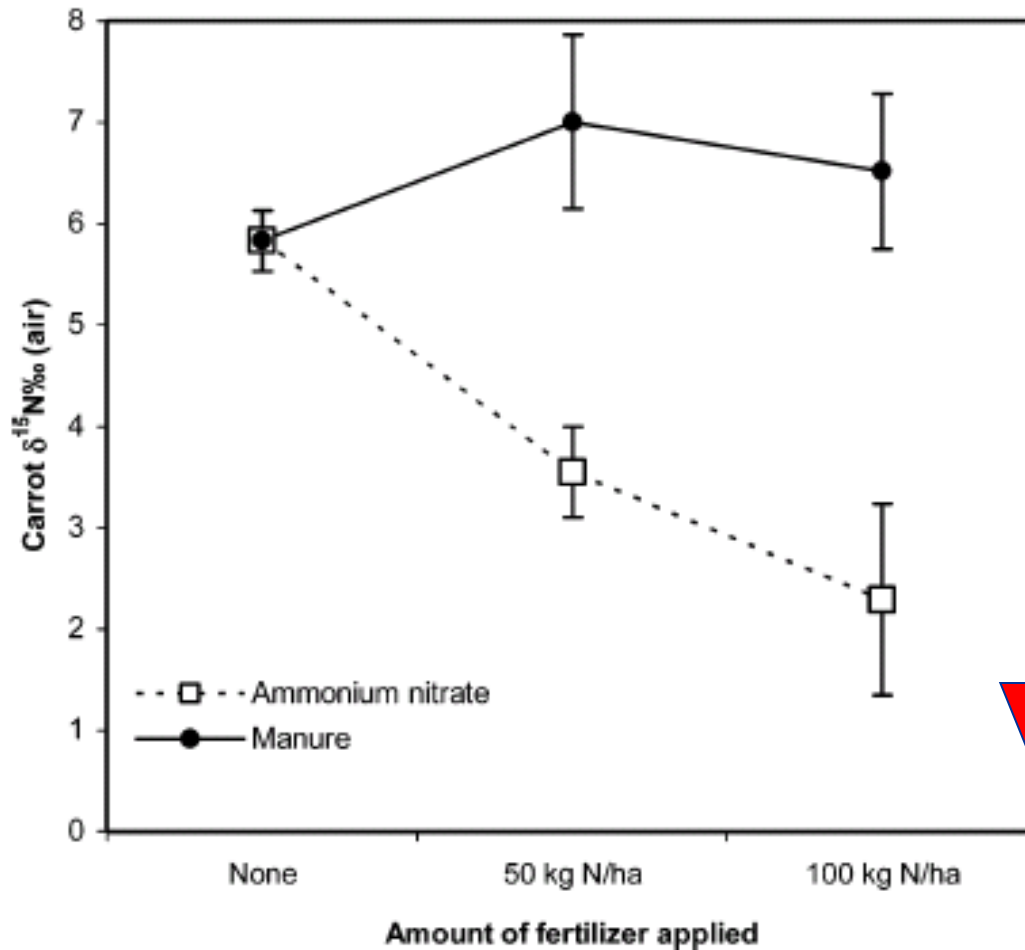 8
7
6
5
4
3
2
1
0
Carrot δ¹⁵N‰ (air)
Ammonium nitrate
Manure
None 50 kg N/ha 100 kg N/ha
Amount of fertilizer applied